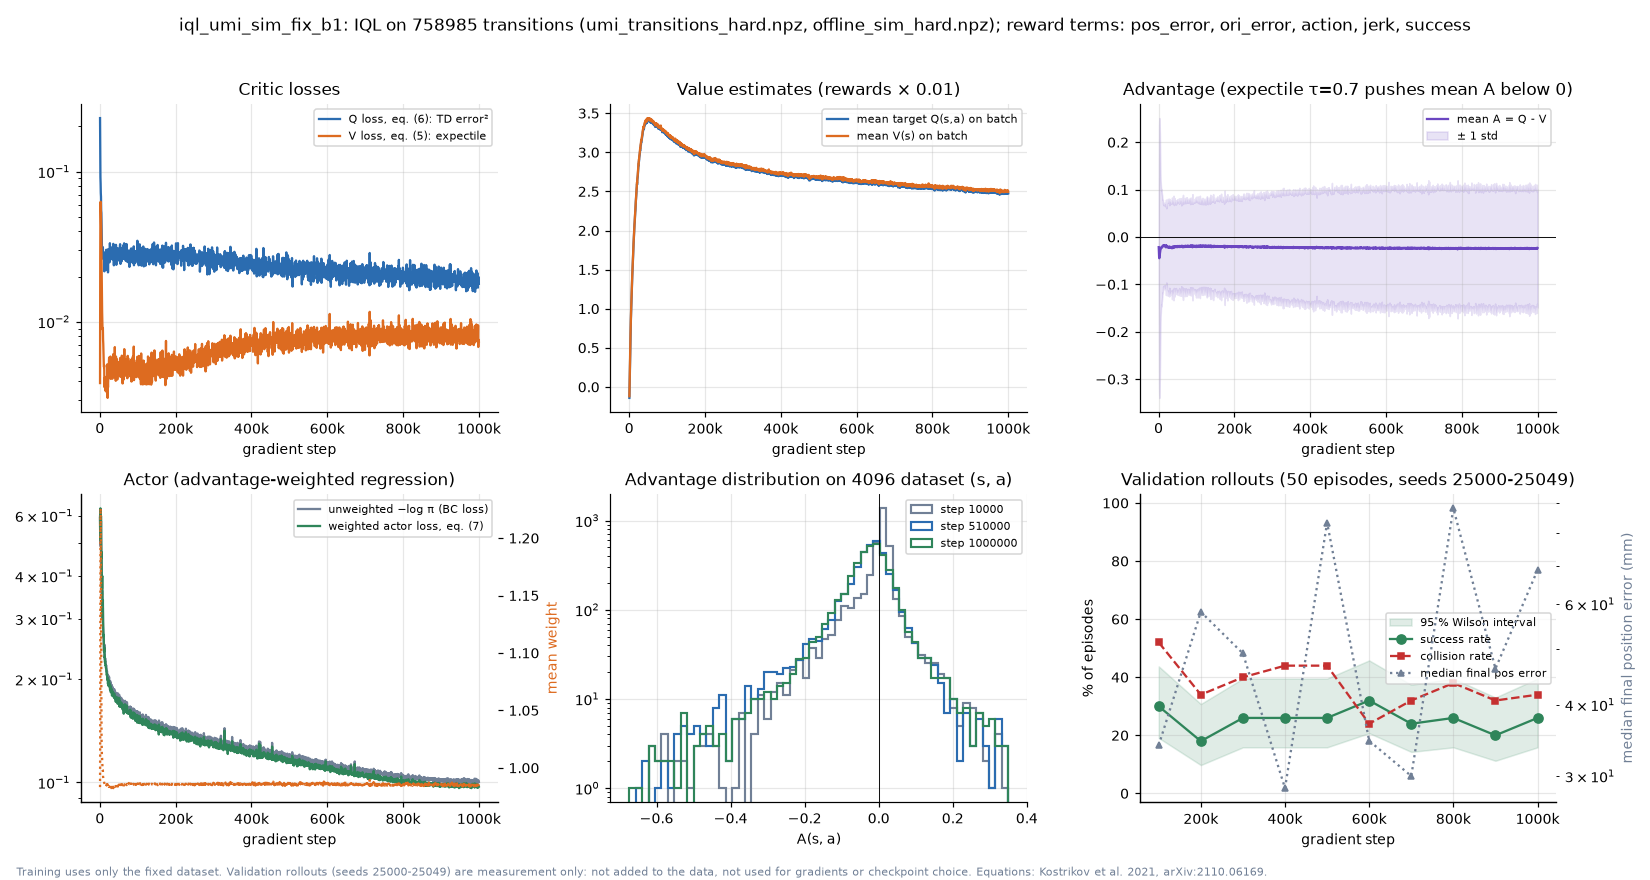 iql_umi_sim_fix_b1: IQL on 758985 transitions (umi_transitions_hard.npz, offline_sim_hard.npz); reward terms: pos_error, ori_error, action, jerk, success
Critic losses
Q loss, eq. (6): TD error²
V loss, eq. (5): expectile
10⁻¹
10⁻²
0 200k 400k 600k 800k 1000k
gradient step
Value estimates (rewards × 0.01)
mean target Q(s,a) on batch
mean V(s) on batch
3.5
3.0
2.5
2.0
1.5
1.0
0.5
0.0
0 200k 400k 600k 800k 1000k
gradient step
Advantage (expectile τ=0.7 pushes mean A below 0)
mean A = Q - V
± 1 std
0.2
0.1
0.0
−0.1
−0.2
−0.3
0 200k 400k 600k 800k 1000k
gradient step
Actor (advantage-weighted regression)
unweighted −log π (BC loss)
weighted actor loss, eq. (7)
6 × 10⁻¹
4 × 10⁻¹
3 × 10⁻¹
2 × 10⁻¹
10⁻¹
1.20
1.15
1.10
1.05
1.00
mean weight
0 200k 400k 600k 800k 1000k
gradient step
Advantage distribution on 4096 dataset (s, a)
step 10000
step 510000
step 1000000
10³
10²
10¹
10⁰
−0.6 −0.4 −0.2 0.0 0.2 0.4
A(s, a)
Validation rollouts (50 episodes, seeds 25000-25049)
95 % Wilson interval
success rate
collision rate
median final pos error
% of episodes
100
80
60
40
20
0
6 × 10¹
4 × 10¹
3 × 10¹
median final position error (mm)
200k 400k 600k 800k 1000k
gradient step
Training uses only the fixed dataset. Validation rollouts (seeds 25000-25049) are measurement only: not added to the data, not used for gradients or checkpoint choice. Equations: Kostrikov et al. 2021, arXiv:2110.06169.